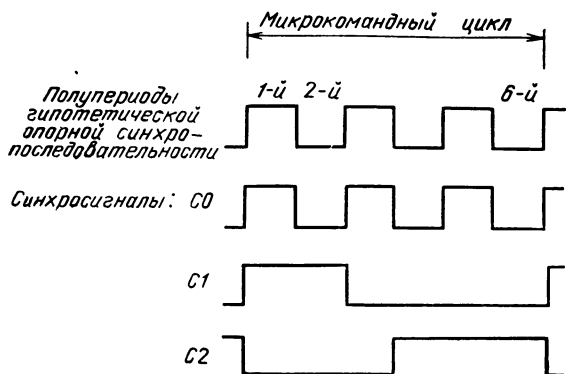 Микрокомандный цикл
Полупериоды
гипотетической
опорной синхро-
последовательности
1-й 2-й 6-й
Синхросигналы: С0
С1
С2